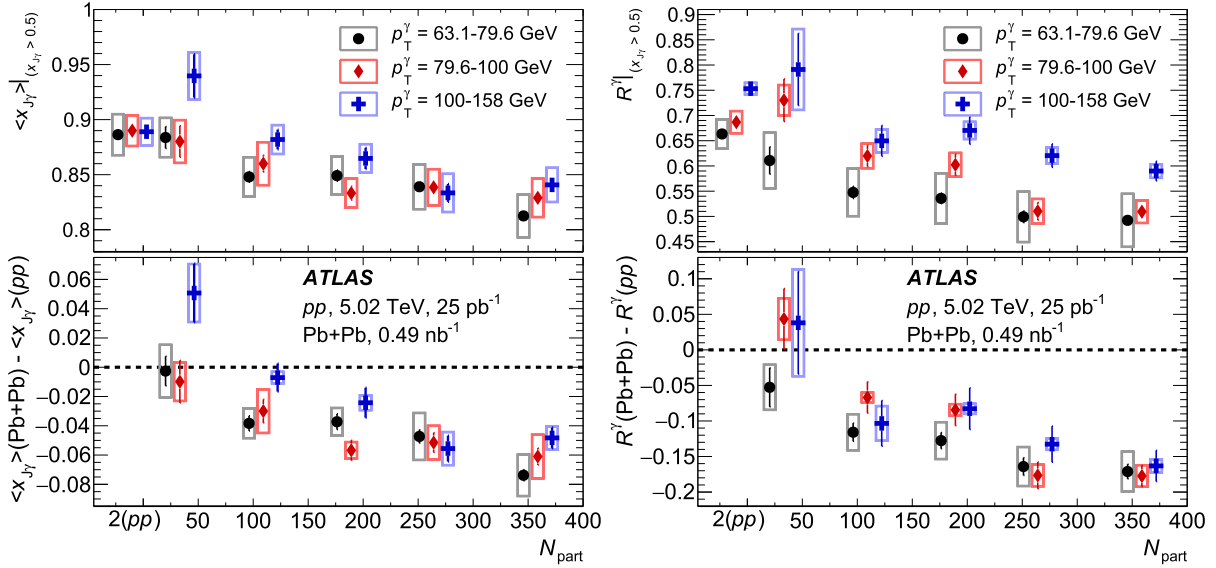 <x_Jγ>|(x_Jγ > 0.5)
1
0.95
0.9
0.85
0.8
p_T^γ = 63.1-79.6 GeV
p_T^γ = 79.6-100 GeV
p_T^γ = 100-158 GeV
<x_Jγ>(Pb+Pb) - <x_Jγ>(pp)
0.06
0.04
0.02
0
−0.02
−0.04
−0.06
−0.08
ATLAS
pp, 5.02 TeV, 25 pb⁻¹
Pb+Pb, 0.49 nb⁻¹
2(pp) 50 100 150 200 250 300 350 400
N_part
R^γ|(x_Jγ > 0.5)
0.9
0.85
0.8
0.75
0.7
0.65
0.6
0.55
0.5
0.45
p_T^γ = 63.1-79.6 GeV
p_T^γ = 79.6-100 GeV
p_T^γ = 100-158 GeV
R^γ(Pb+Pb) - R^γ(pp)
0.1
0.05
0
−0.05
−0.1
−0.15
−0.2
ATLAS
pp, 5.02 TeV, 25 pb⁻¹
Pb+Pb, 0.49 nb⁻¹
2(pp) 50 100 150 200 250 300 350 400
N_part